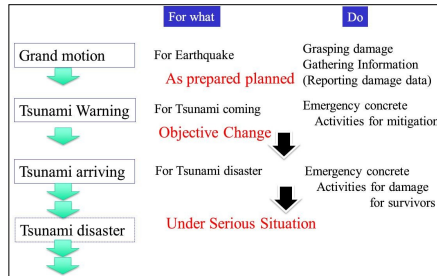 For what
Do
Grand motion
For Earthquake
As prepared planned
Grasping damage
Gathering Information
(Reporting damage data)
Tsunami Warning
For Tsunami coming
Objective Change
Emergency concrete
Activities for mitigation
Tsunami arriving
For Tsunami disaster
Emergency concrete
Activities for damage
for survivors
Tsunami disaster
Under Serious Situation